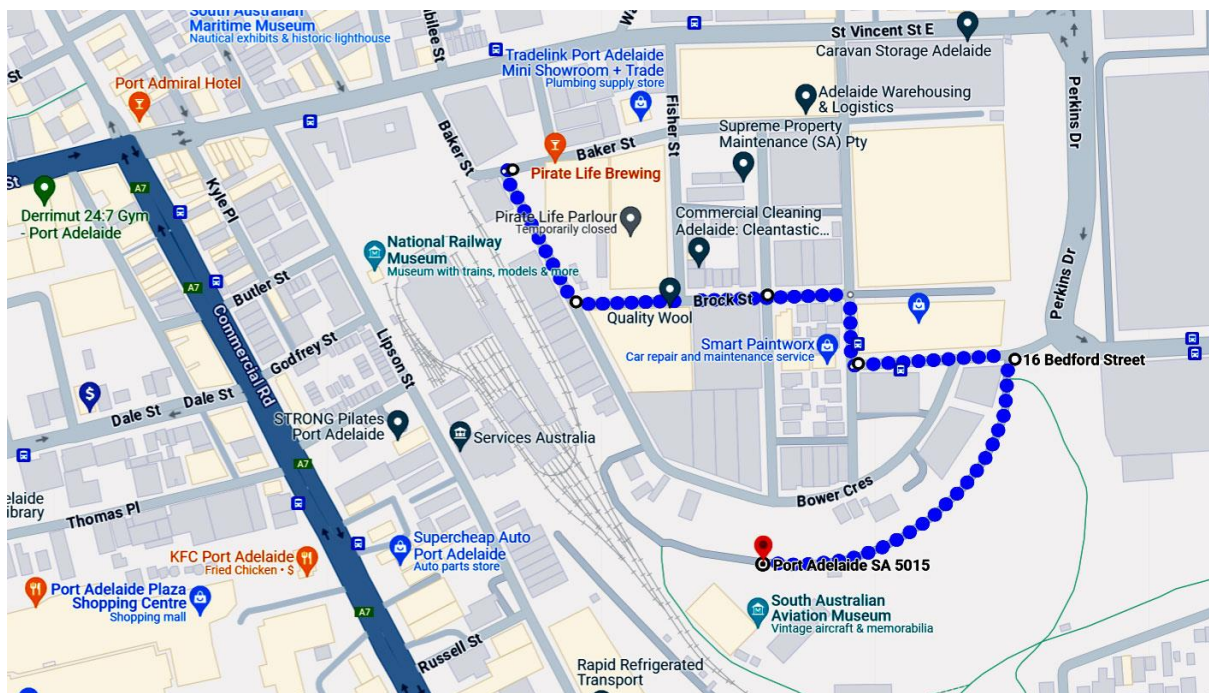 South Australian
Maritime Museum
Nautical exhibits & historic lighthouse
St Vincent St E
Caravan Storage Adelaide
Tradelink Port Adelaide
Mini Showroom + Trade
Plumbing supply store
Port Admiral Hotel
Adelaide Warehousing
& Logistics
Perkins Dr
Fisher St
Supreme Property
Maintenance (SA) Pty
Baker St
Baker St
Pirate Life Brewing
St
A7
Kyle Pl
Derrimut 24:7 Gym
- Port Adelaide
Pirate Life Parlour
Temporarily closed
Commercial Cleaning
Adelaide: Cleantastic...
National Railway
Museum
Museum with trains, models & more
A7
Butler St
Perkins Dr
Quality Wool
Brock St
Commercial Rd
Godfrey St
Lipson St
Smart Paintworx
Car repair and maintenance service
16 Bedford Street
$
Dale St
Dale St
STRONG Pilates
Port Adelaide
Services Australia
A7
Bower Cres
Library
Thomas Pl
KFC Port Adelaide
Fried Chicken • $
Supercheap Auto
Port Adelaide
Auto parts store
Port Adelaide SA 5015
Port Adelaide Plaza
Shopping Centre
Shopping mall
A7
South Australian
Aviation Museum
Vintage aircraft & memorabilia
Russell St
Rapid Refrigerated
Transport